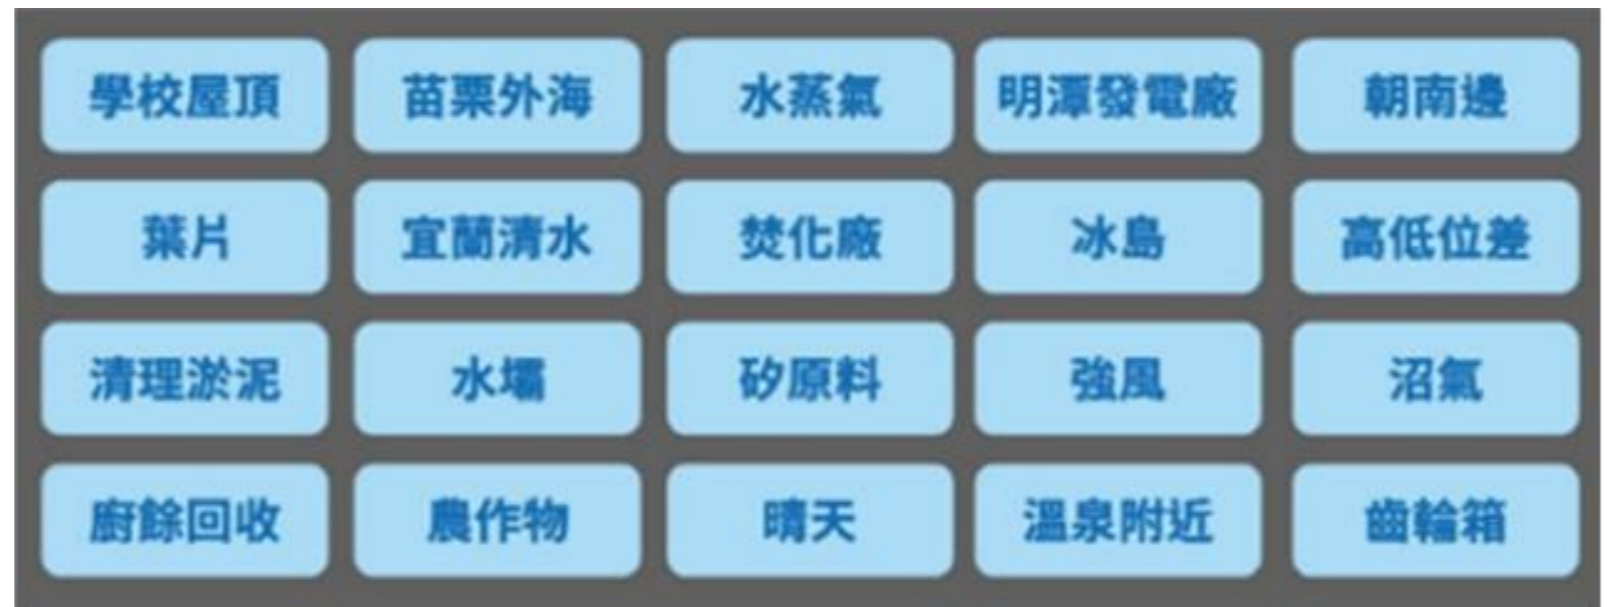 學校屋頂 苗栗外海 水蒸氣 明潭發電廠 朝南邊
葉片 宜蘭清水 焚化廠 冰島 高低位差
清理淤泥 水壩 矽原料 強風 沼氣
廚餘回收 農作物 晴天 溫泉附近 齒輪箱